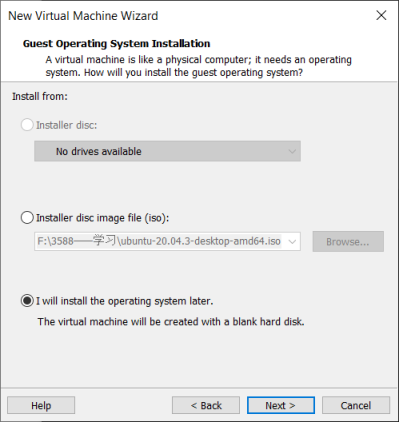 New Virtual Machine Wizard
Guest Operating System Installation
A virtual machine is like a physical computer; it needs an operating
system. How will you install the guest operating system?
Install from:
Installer disc:
No drives available
Installer disc image file (iso):
F:\3588——学习\ubuntu-20.04.3-desktop-amd64.iso
Browse...
I will install the operating system later.
The virtual machine will be created with a blank hard disk.
Help
< Back
Next >
Cancel